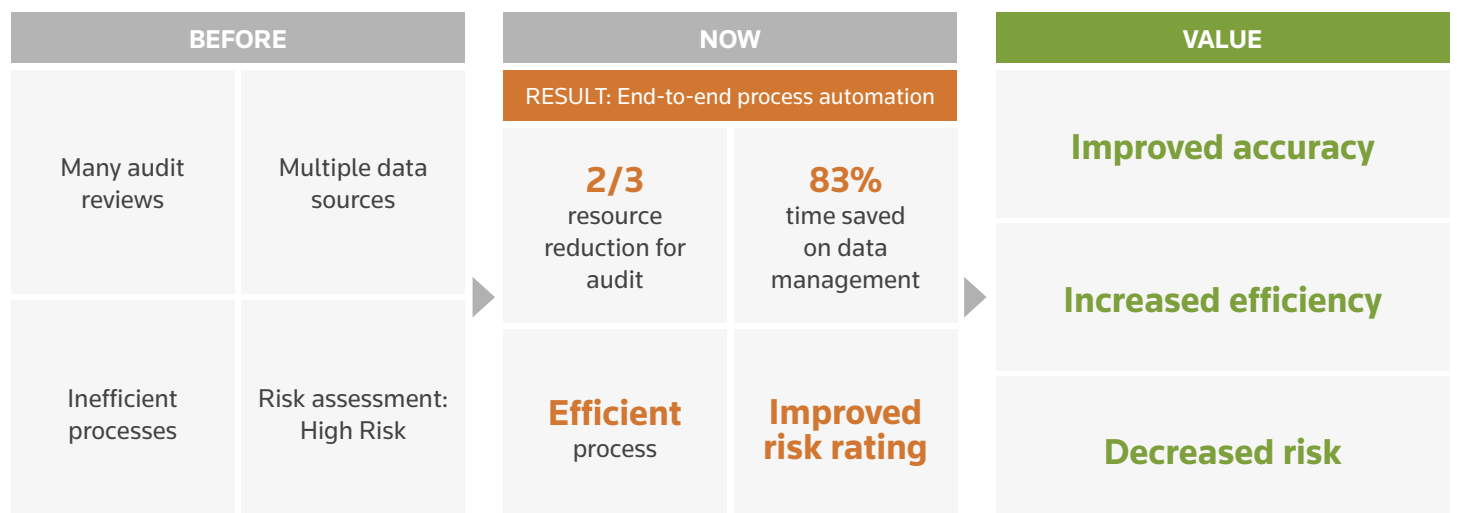 BEFORE
Many audit
reviews
Multiple data
sources
Inefficient
processes
Risk assessment:
High Risk
NOW
RESULT: End-to-end process automation
2/3
resource
reduction for
audit
83%
time saved
on data
management
Efficient
process
Improved
risk rating
VALUE
Improved accuracy
Increased efficiency
Decreased risk